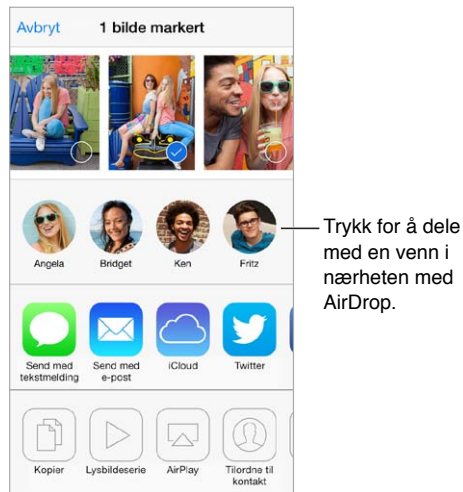 Avbryt 1 bilde markert
Angela Bridget Ken Fritz
Trykk for å dele
med en venn i
nærheten med
AirDrop.
Send med
tekstmelding
Send med
e-post
iCloud
Twitter
Kopier Lysbildeserie AirPlay Tilordne til
kontakt